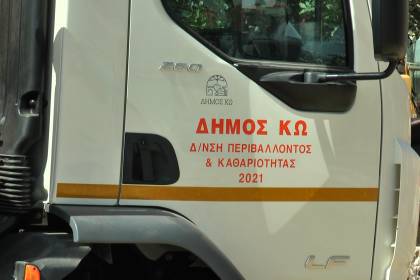 280
ΔΗΜΟΣ ΚΩ
ΔΗΜΟΣ ΚΩ
Δ/ΝΣΗ ΠΕΡΙΒΑΛΛΟΝΤΟΣ
& ΚΑΘΑΡΙΟΤΗΤΑΣ
2021
LF